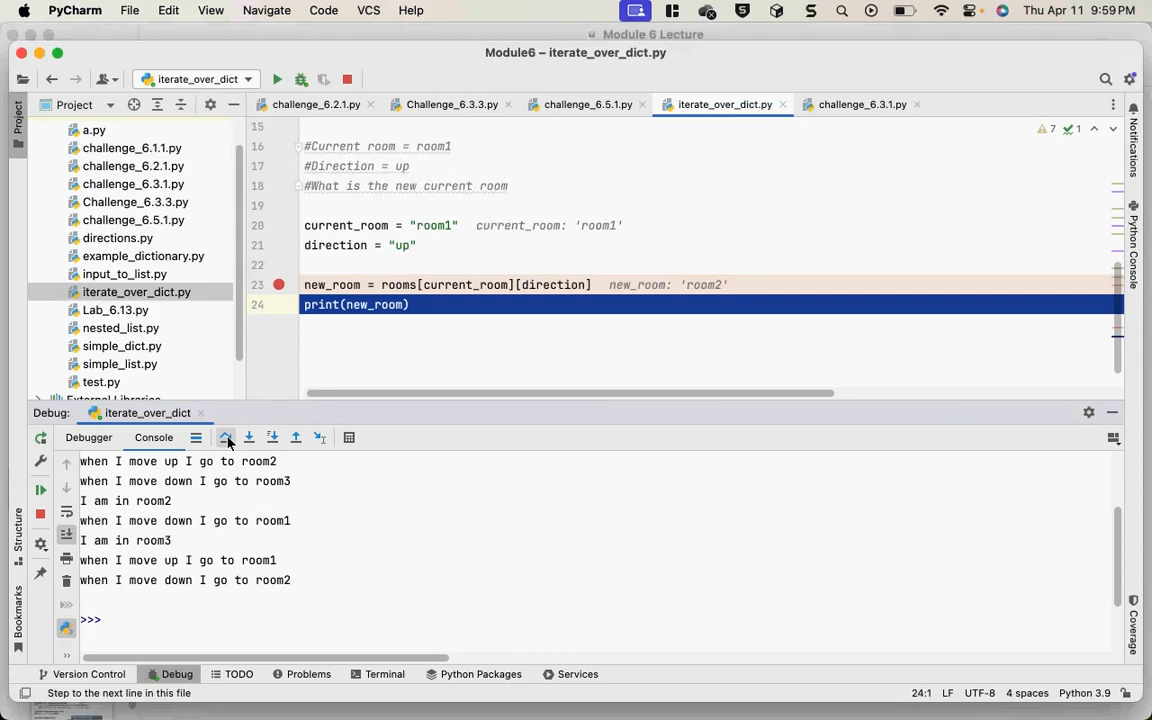 PyCharm File Edit View Navigate Code VCS Help Thu Apr 11 9:59 PM
Module 6 Lecture
Module6 – iterate_over_dict.py
iterate_over_dict.py
Project challenge_6.2.1.py Challenge_6.3.3.py challenge_6.5.1.py iterate_over_dict.py challenge_6.3.1.py
a.py
challenge_6.1.1.py
challenge_6.2.1.py
challenge_6.3.1.py
Challenge_6.3.3.py
challenge_6.5.1.py
directions.py
example_dictionary.py
input_to_list.py
iterate_over_dict.py
Lab_6.13.py
nested_list.py
simple_dict.py
simple_list.py
test.py
External Libraries
7 1
15
16 #Current room = room1
17 #Direction = up
18 #What is the new current room
19
20 current_room = "room1" current_room: 'room1'
21 direction = "up"
22
23 new_room = rooms[current_room][direction] new_room: 'room2'
24 print(new_room)
Project
Structure
Bookmarks
Notifications
Python Console
Coverage
Debug: iterate_over_dict
Debugger Console
when I move up I go to room2
when I move down I go to room3
I am in room2
when I move down I go to room1
I am in room3
when I move up I go to room1
when I move down I go to room2
>>>
Version Control Debug TODO Problems Terminal Python Packages Services
Step to the next line in this file 24:1 LF UTF-8 4 spaces Python 3.9